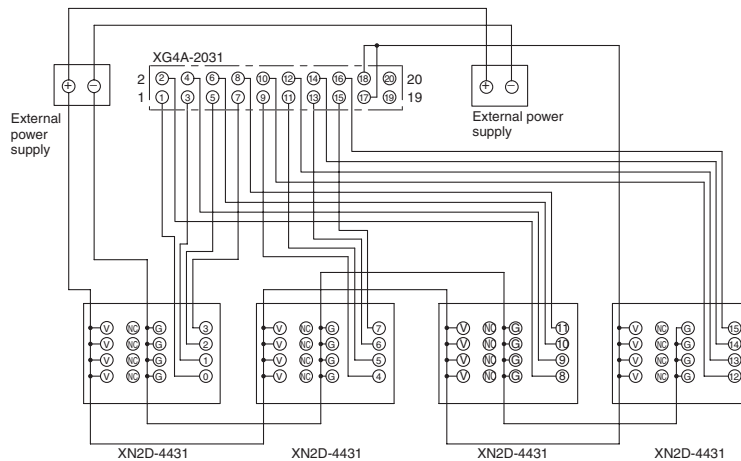 XG4A-2031
2 ② ④ ⑥ ⑧ ⑩ ⑫ ⑭ ⑯ ⑱ ⑳ 20
1 ① ③ ⑤ ⑦ ⑨ ⑪ ⑬ ⑮ ⑰ ⑲ 19
+ − + −
External power supply
External power
supply
V NC G 3 V NC G 7 V NC G 11 V NC G 15
V NC G 2 V NC G 6 V NC G 10 V NC G 14
V NC G 1 V NC G 5 V NC G 9 V NC G 13
V NC G 0 V NC G 4 V NC G 8 V NC G 12
XN2D-4431 XN2D-4431 XN2D-4431 XN2D-4431